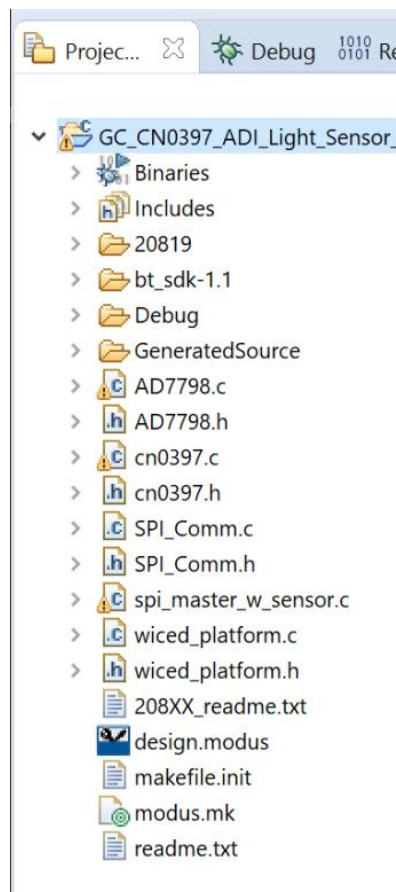 Projec... Debug 1010 0101 Re
GC_CN0397_ADI_Light_Sensor_
Binaries
Includes
20819
bt_sdk-1.1
Debug
GeneratedSource
AD7798.c
AD7798.h
cn0397.c
cn0397.h
SPI_Comm.c
SPI_Comm.h
spi_master_w_sensor.c
wiced_platform.c
wiced_platform.h
208XX_readme.txt
design.modus
makefile.init
modus.mk
readme.txt